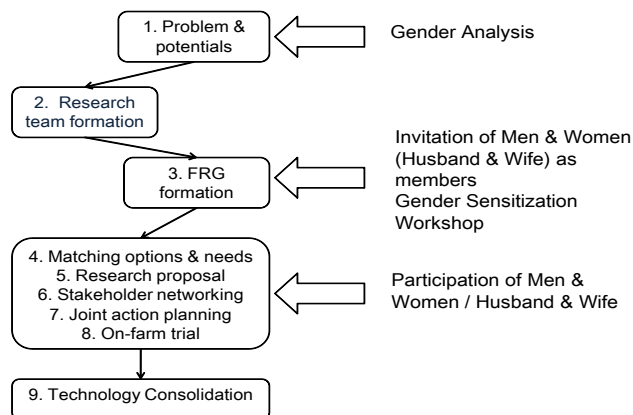 1. Problem &
potentials
Gender Analysis
2. Research
team formation
3. FRG
formation
Invitation of Men & Women
(Husband & Wife) as
members
Gender Sensitization
Workshop
4. Matching options & needs
5. Research proposal
6. Stakeholder networking
7. Joint action planning
8. On-farm trial
Participation of Men &
Women / Husband & Wife
9. Technology Consolidation